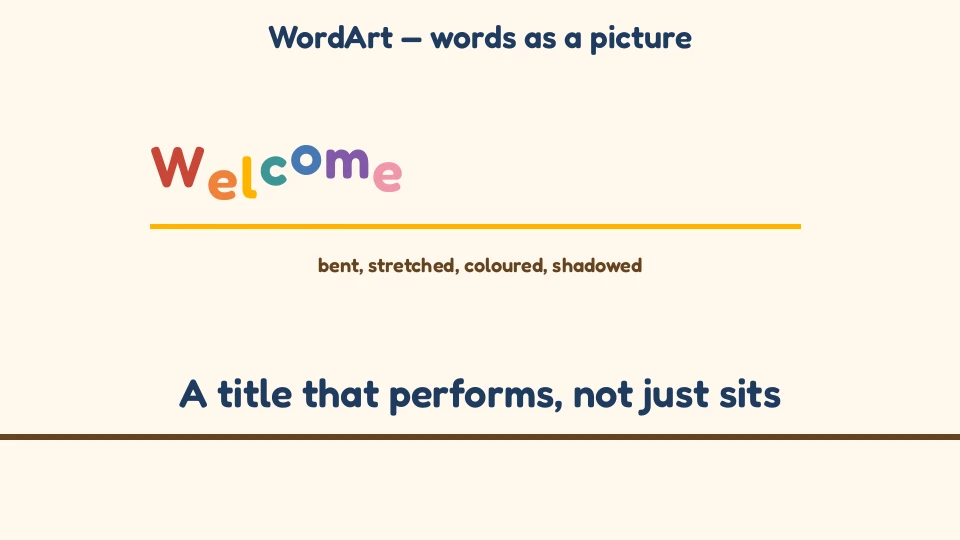 WordArt — words as a picture
Welcome
bent, stretched, coloured, shadowed
A title that performs, not just sits